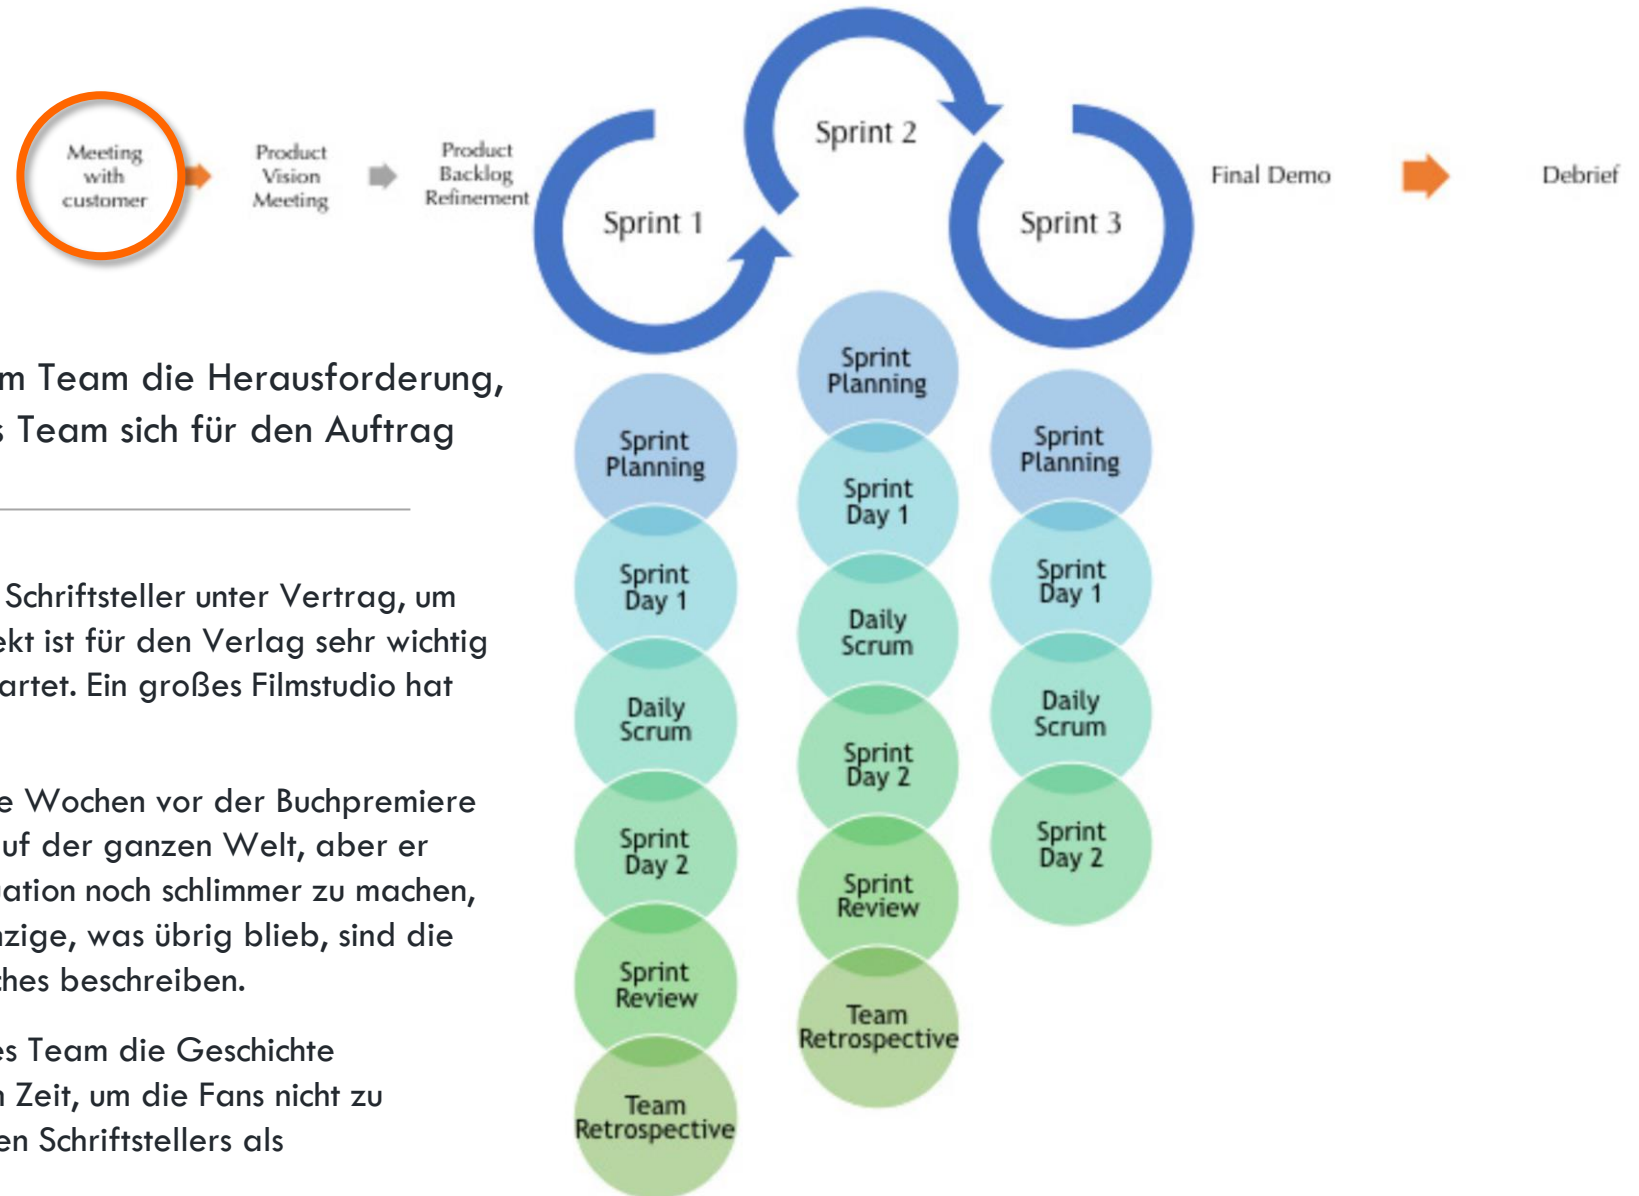 Meeting
with
customer
Product
Vision
Meeting
Product
Backlog
Refinement
Sprint 1
Sprint 2
Sprint 3
Final Demo
Debrief
m Team die Herausforderung,
s Team sich für den Auftrag
Schriftsteller unter Vertrag, um
ekt ist für den Verlag sehr wichtig
artet. Ein großes Filmstudio hat
e Wochen vor der Buchpremiere
uf der ganzen Welt, aber er
uation noch schlimmer zu machen,
nzige, was übrig blieb, sind die
ches beschreiben.
es Team die Geschichte
n Zeit, um die Fans nicht zu
en Schriftstellers als
Sprint
Planning
Sprint
Day 1
Daily
Scrum
Sprint
Day 2
Sprint
Review
Team
Retrospective
Sprint
Planning
Sprint
Day 1
Daily
Scrum
Sprint
Day 2
Sprint
Review
Team
Retrospective
Sprint
Planning
Sprint
Day 1
Daily
Scrum
Sprint
Day 2